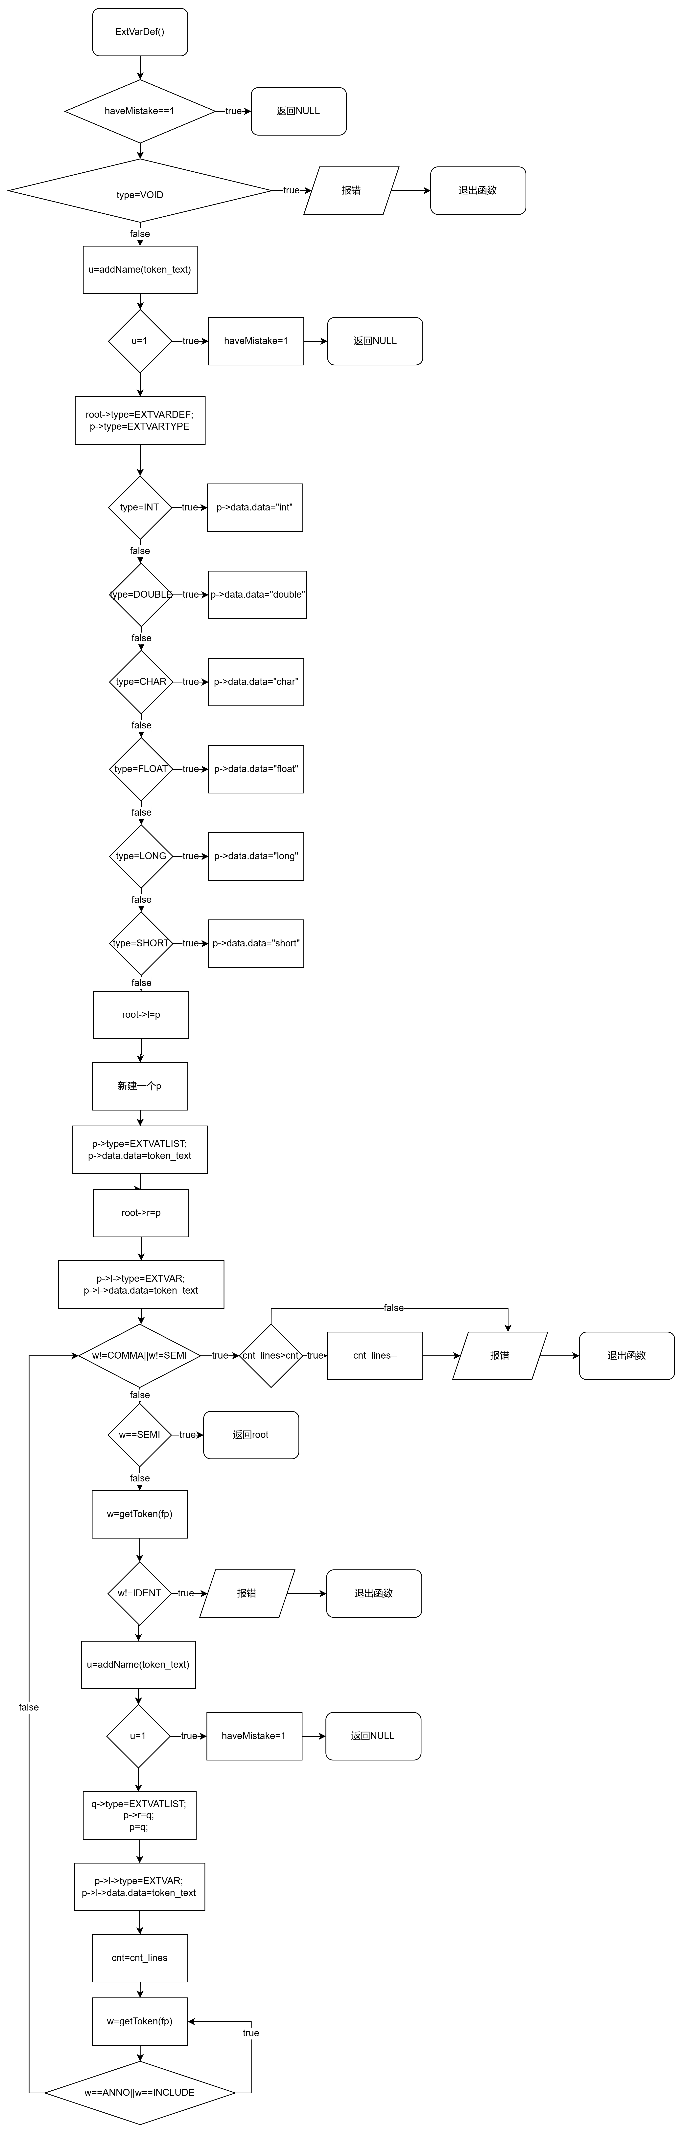 ExtVarDef()
haveMistake==1
true
返回NULL
type=VOID
true
报错
退出函数
false
u=addName(token_text)
u=1
true
haveMistake=1
返回NULL
root->type=EXTVARDEF;
p->type=EXTVARTYPE
type=INT
true
p->data.data="int"
false
type=DOUBLE
true
p->data.data="double"
false
type=CHAR
true
p->data.data="char"
false
type=FLOAT
true
p->data.data="float"
false
type=LONG
true
p->data.data="long"
false
type=SHORT
true
p->data.data="short"
false
root->l=p
新建一个p
p->type=EXTVATLIST;
p->data.data=token_text
root->r=p
p->l->type=EXTVAR;
p->l->data.data=token_text
false
w!=COMMA||w!=SEMI
true
cnt_lines>cnt
true
cnt_lines--
报错
退出函数
false
w==SEMI
true
返回root
false
w=getToken(fp)
w!=IDENT
true
报错
退出函数
u=addName(token_text)
false
u=1
true
haveMistake=1
返回NULL
q->type=EXTVATLIST;
p->r=q;
p=q;
p->l->type=EXTVAR;
p->l->data.data=token_text
cnt=cnt_lines
w=getToken(fp)
true
w==ANNO||w==INCLUDE